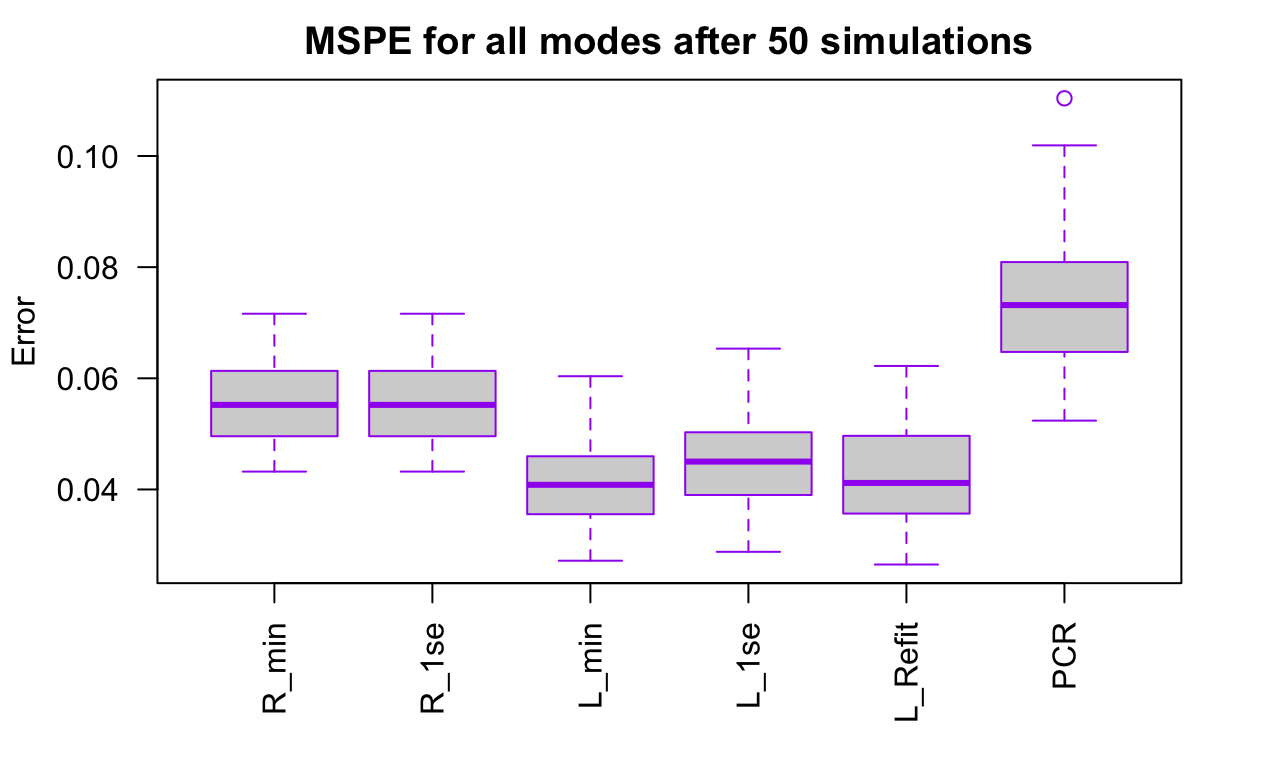 MSPE for all modes after 50 simulations
Error
0.10
0.08
0.06
0.04
R_min
R_1se
L_min
L_1se
L_Refit
PCR